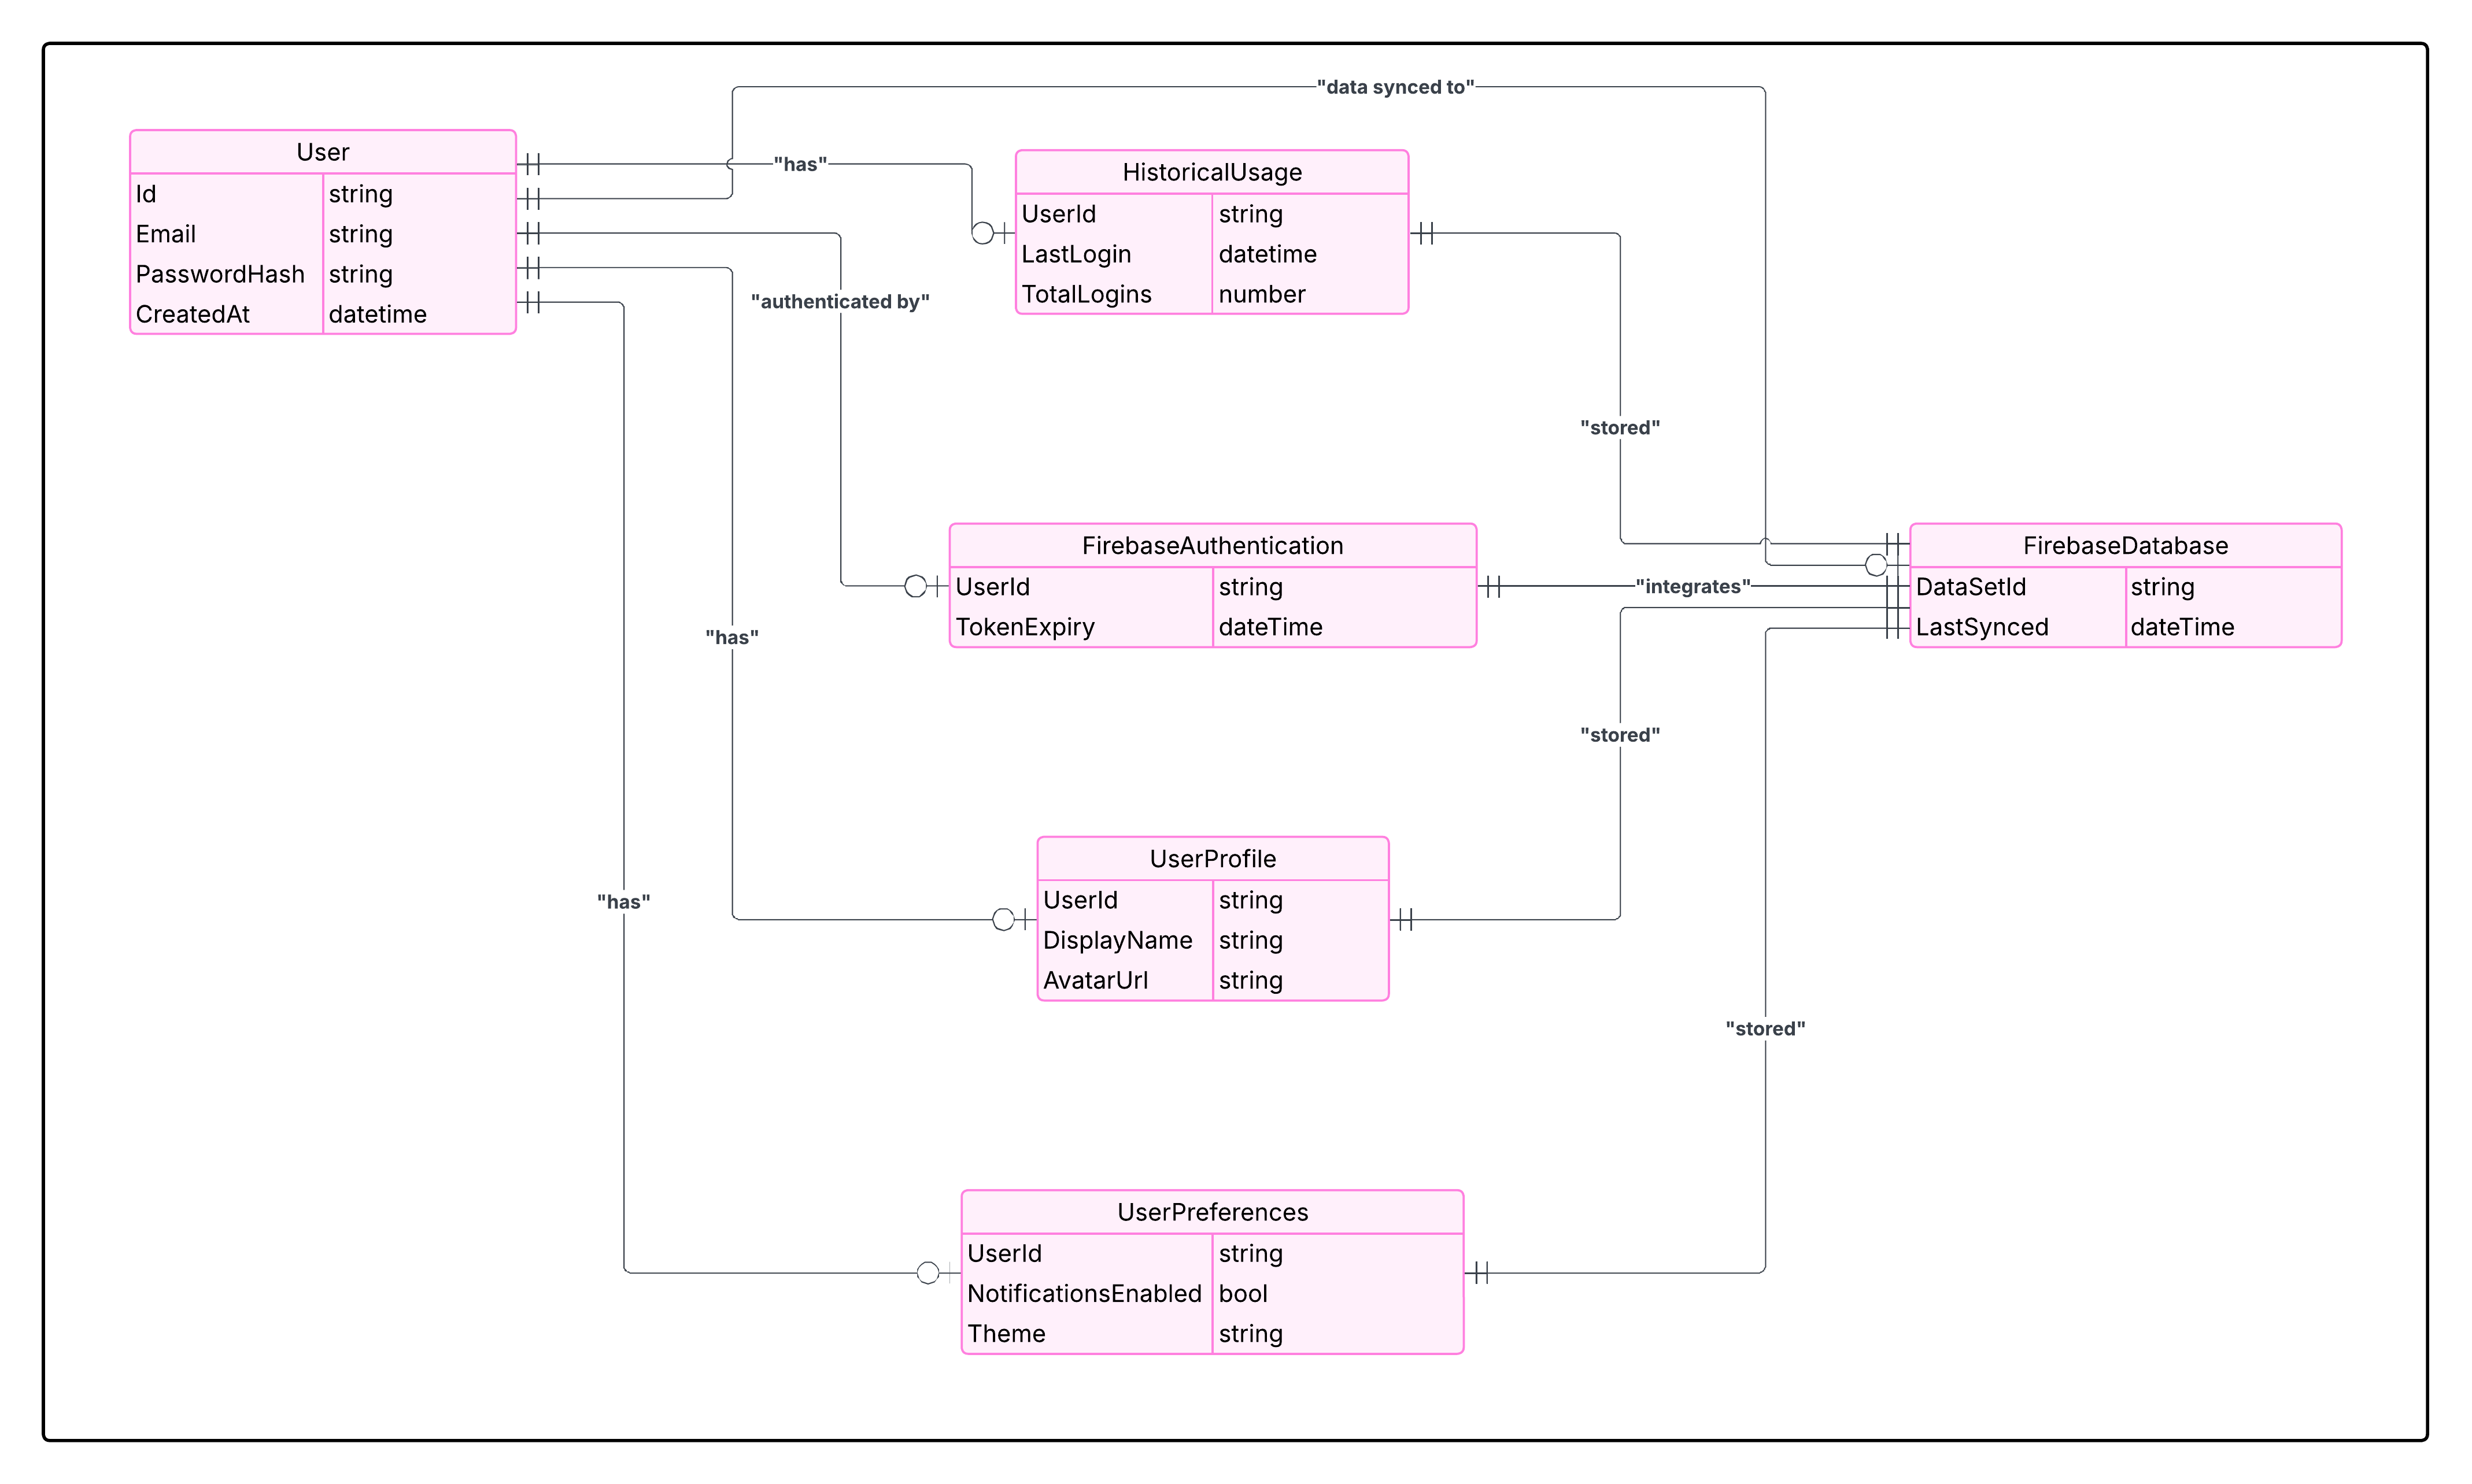 "data synced to"
User
Id string
Email string
PasswordHash string
CreatedAt datetime
"has"
HistoricalUsage
UserId string
LastLogin datetime
TotalLogins number
"authenticated by"
"stored"
FirebaseAuthentication
UserId string
TokenExpiry dateTime
"integrates"
FirebaseDatabase
DataSetId string
LastSynced dateTime
"has"
"stored"
UserProfile
UserId string
DisplayName string
AvatarUrl string
"has"
"stored"
UserPreferences
UserId string
NotificationsEnabled bool
Theme string